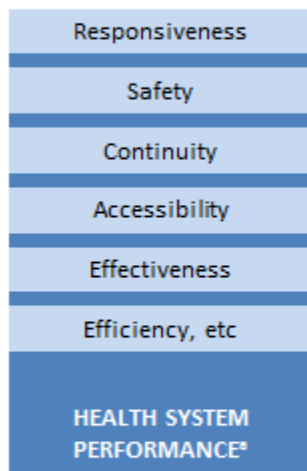 Responsiveness
Safety
Continuity
Accessibility
Effectiveness
Efficiency, etc
HEALTH SYSTEM
PERFORMANCEª